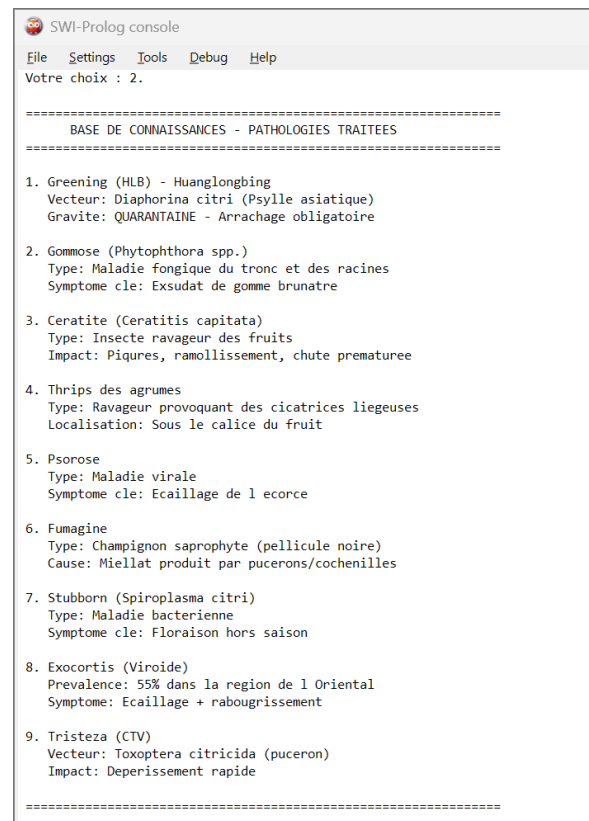 SWI-Prolog console
File Settings Tools Debug Help
Votre choix : 2.
================================================================
BASE DE CONNAISSANCES - PATHOLOGIES TRAITEES
================================================================
1. Greening (HLB) - Huanglongbing
Vecteur: Diaphorina citri (Psylle asiatique)
Gravite: QUARANTAINE - Arrachage obligatoire
2. Gommose (Phytophthora spp.)
Type: Maladie fongique du tronc et des racines
Symptome cle: Exsudat de gomme brunatre
3. Ceratite (Ceratitis capitata)
Type: Insecte ravageur des fruits
Impact: Piqures, ramollissement, chute prematuree
4. Thrips des agrumes
Type: Ravageur provoquant des cicatrices liegeuses
Localisation: Sous le calice du fruit
5. Psorose
Type: Maladie virale
Symptome cle: Ecaillage de l ecorce
6. Fumagine
Type: Champignon saprophyte (pellicule noire)
Cause: Miellat produit par pucerons/cochenilles
7. Stubborn (Spiroplasma citri)
Type: Maladie bacterienne
Symptome cle: Floraison hors saison
8. Exocortis (Viroide)
Prevalence: 55% dans la region de l Oriental
Symptome: Ecaillage + rabougrissement
9. Tristeza (CTV)
Vecteur: Toxoptera citricida (puceron)
Impact: Deperissement rapide
================================================================